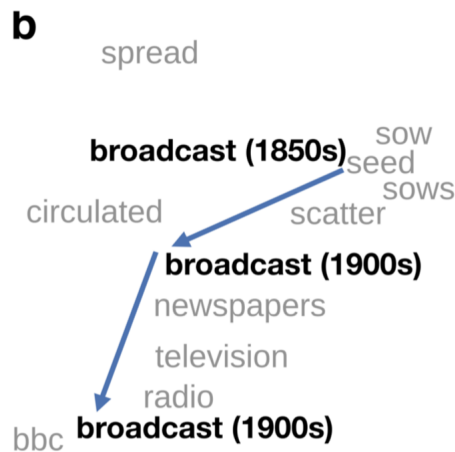 b
spread
sow
broadcast (1850s)
seed
sows
circulated
scatter
broadcast (1900s)
newspapers
television
radio
broadcast (1900s)
bbc